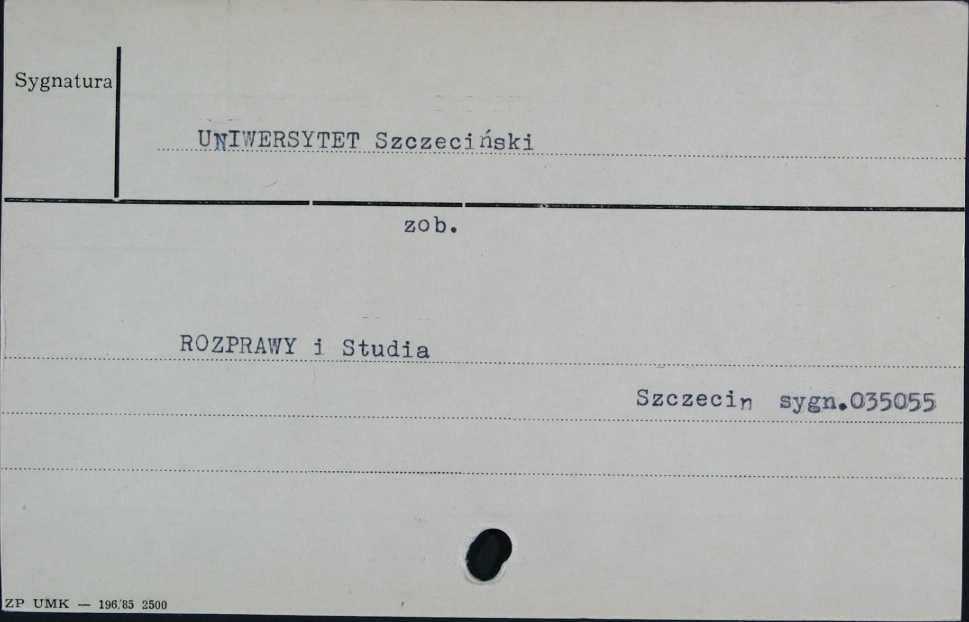 Sygnatura
UNIWERSYTET Szczeciński
zob.
ROZPRAWY i Studia
Szczecin sygn.035055
ZP UMK — 196/85 2500